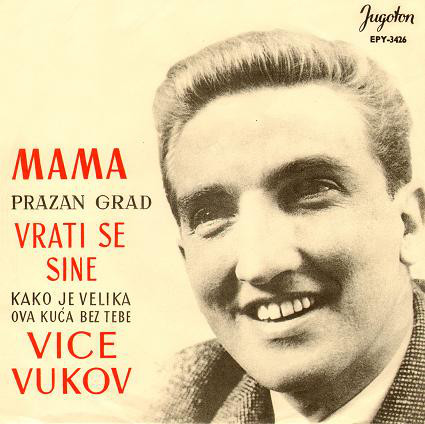 Jugoton
EPY-3426
MAMA
PRAZAN GRAD
VRATI SE
SINE
KAKO JE VELIKA
OVA KUĆA BEZ TEBE
VICE
VUKOV